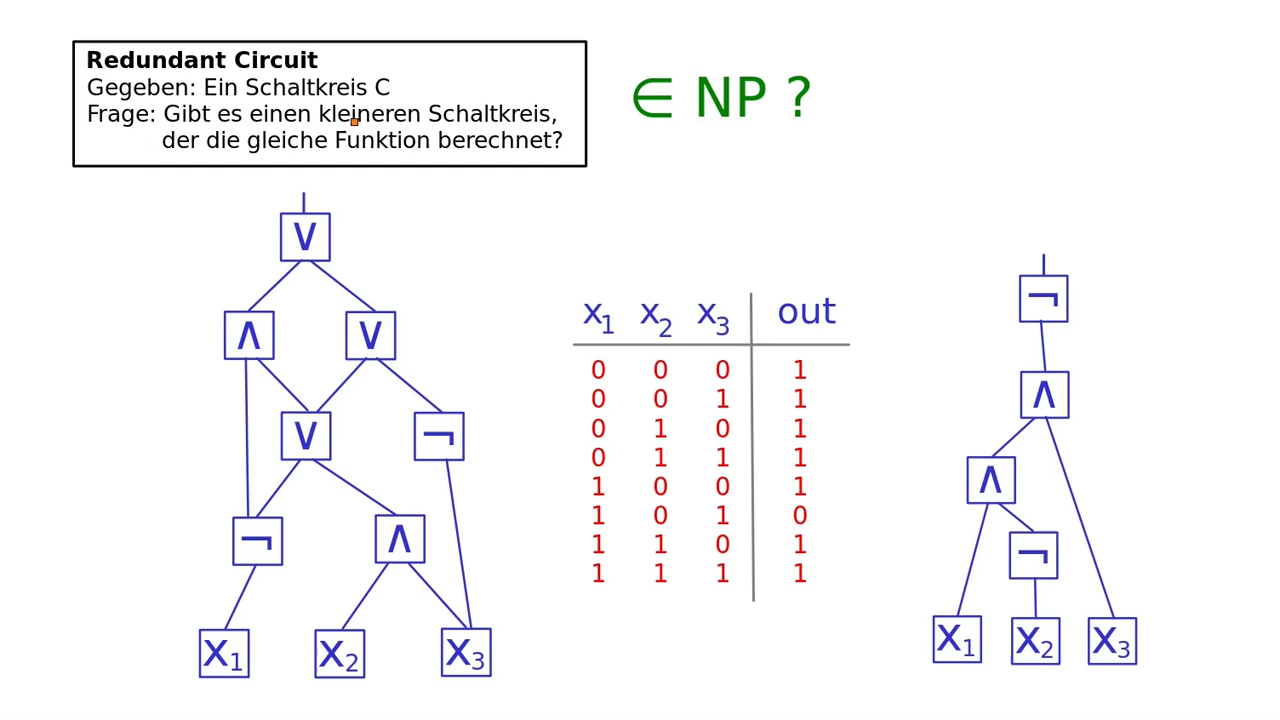 Redundant Circuit
Gegeben: Ein Schaltkreis C
Frage: Gibt es einen kleineren Schaltkreis,
der die gleiche Funktion berechnet?
∈ NP ?
∨
∧ ∨
∨ ¬
¬ ∧
x₁ x₂ x₃
x₁ x₂ x₃ out
0 0 0 1
0 0 1 1
0 1 0 1
0 1 1 1
1 0 0 1
1 0 1 0
1 1 0 1
1 1 1 1
¬
∧
∧
¬
x₁ x₂ x₃